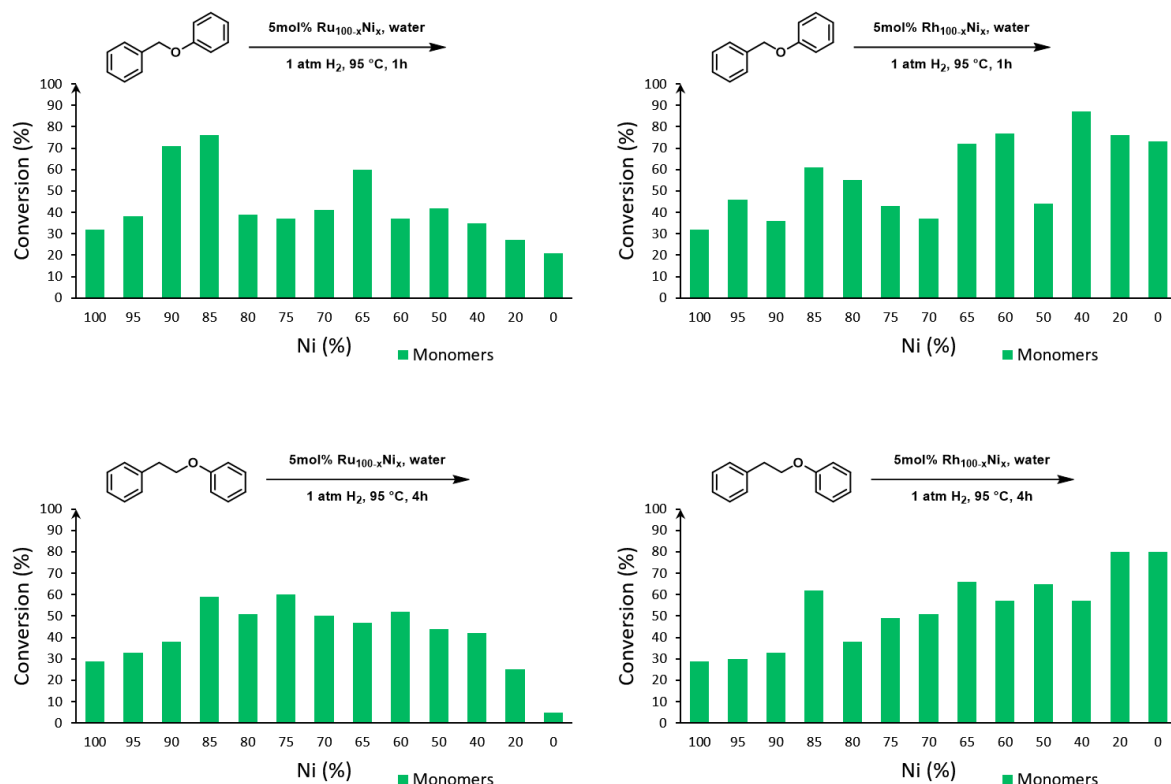 O
5mol% Ru100-xNix, water
1 atm H2, 95 °C, 1h
Conversion (%)
100
90
80
70
60
50
40
30
20
10
0
100 95 90 85 80 75 70 65 60 50 40 20 0
Ni (%)
Monomers
O
5mol% Rh100-xNix, water
1 atm H2, 95 °C, 1h
Conversion (%)
100
90
80
70
60
50
40
30
20
10
0
100 95 90 85 80 75 70 65 60 50 40 20 0
Ni (%)
Monomers
O
5mol% Ru100-xNix, water
1 atm H2, 95 °C, 4h
Conversion (%)
100
90
80
70
60
50
40
30
20
10
0
100 95 90 85 80 75 70 65 60 50 40 20 0
Ni (%)
Monomers
O
5mol% Rh100-xNix, water
1 atm H2, 95 °C, 4h
Conversion (%)
100
90
80
70
60
50
40
30
20
10
0
100 95 90 85 80 75 70 65 60 50 40 20 0
Ni (%)
Monomers